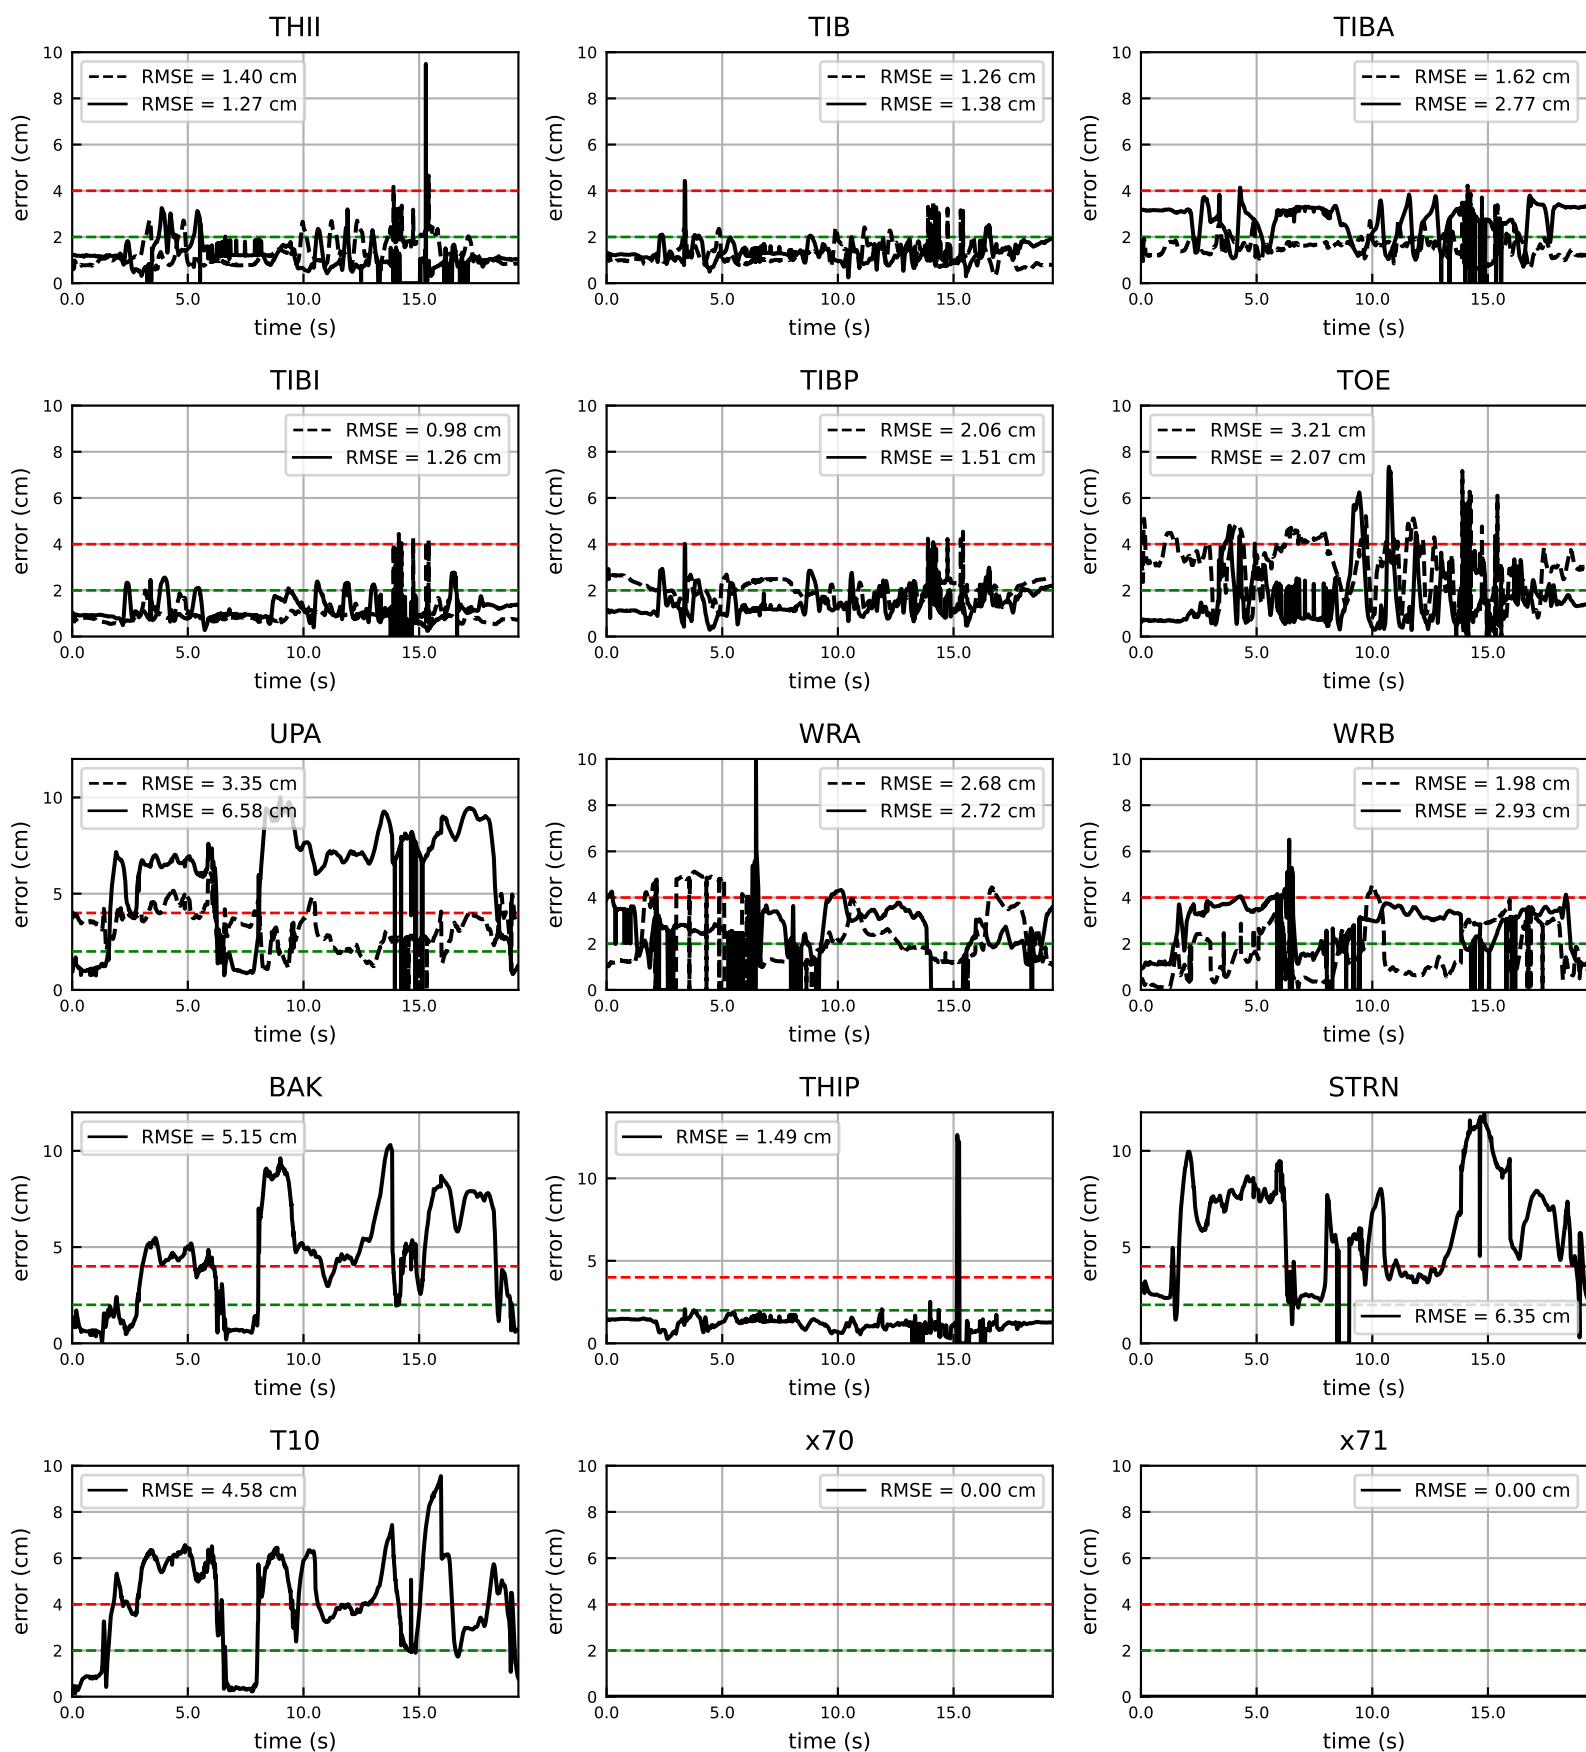 THII
TIB
TIBA
RMSE = 1.40 cm
RMSE = 1.27 cm
RMSE = 1.26 cm
RMSE = 1.38 cm
RMSE = 1.62 cm
RMSE = 2.77 cm
error (cm)
10
8
6
4
2
0
0.0 5.0 10.0 15.0
time (s)
error (cm)
10
8
6
4
2
0
0.0 5.0 10.0 15.0
time (s)
error (cm)
10
8
6
4
2
0
0.0 5.0 10.0 15.0
time (s)
TIBI
TIBP
TOE
RMSE = 0.98 cm
RMSE = 1.26 cm
RMSE = 2.06 cm
RMSE = 1.51 cm
RMSE = 3.21 cm
RMSE = 2.07 cm
error (cm)
10
8
6
4
2
0
0.0 5.0 10.0 15.0
time (s)
error (cm)
10
8
6
4
2
0
0.0 5.0 10.0 15.0
time (s)
error (cm)
10
8
6
4
2
0
0.0 5.0 10.0 15.0
time (s)
UPA
WRA
WRB
RMSE = 3.35 cm
RMSE = 6.58 cm
RMSE = 2.68 cm
RMSE = 2.72 cm
RMSE = 1.98 cm
RMSE = 2.93 cm
error (cm)
10
5
0
0.0 5.0 10.0 15.0
time (s)
error (cm)
10
8
6
4
2
0
0.0 5.0 10.0 15.0
time (s)
error (cm)
10
8
6
4
2
0
0.0 5.0 10.0 15.0
time (s)
BAK
THIP
STRN
RMSE = 5.15 cm
RMSE = 1.49 cm
RMSE = 6.35 cm
error (cm)
10
5
0
0.0 5.0 10.0 15.0
time (s)
error (cm)
10
5
0
0.0 5.0 10.0 15.0
time (s)
error (cm)
10
5
0
0.0 5.0 10.0 15.0
time (s)
T10
x70
x71
RMSE = 4.58 cm
RMSE = 0.00 cm
RMSE = 0.00 cm
error (cm)
10
8
6
4
2
0
0.0 5.0 10.0 15.0
time (s)
error (cm)
10
8
6
4
2
0
0.0 5.0 10.0 15.0
time (s)
error (cm)
10
8
6
4
2
0
0.0 5.0 10.0 15.0
time (s)